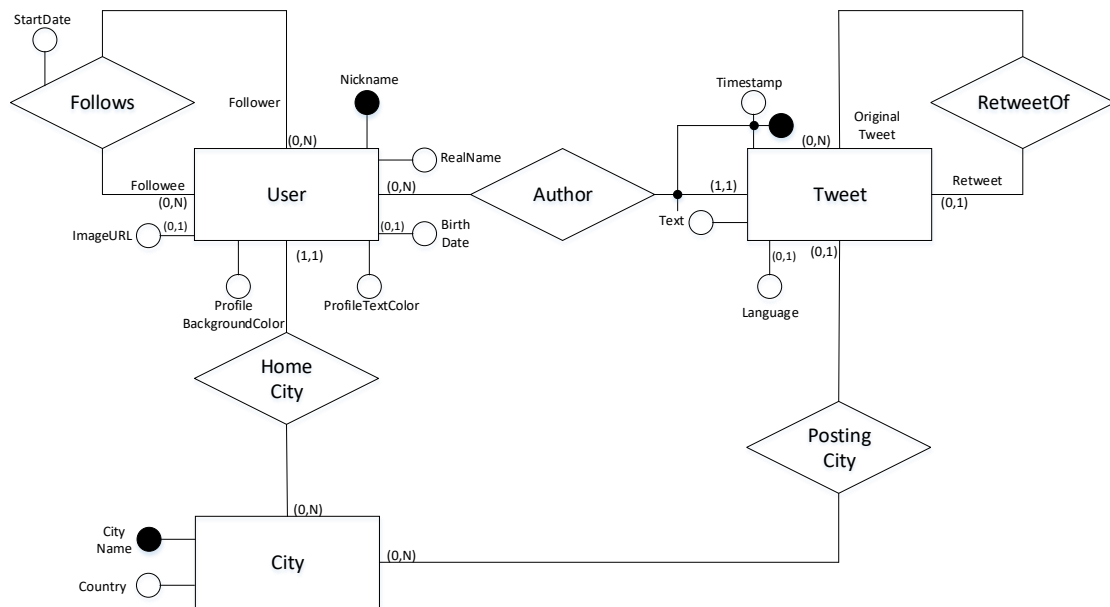 StartDate
Follows
Follower
(0,N)
Followee
(0,N)
Nickname
RealName
User
(0,N)
ImageURL
(0,1)
(0,1)
Birth
Date
(1,1)
Profile
BackgroundColor
ProfileTextColor
Author
Timestamp
(1,1)
Text
Tweet
(0,N)
Original
Tweet
RetweetOf
Retweet
(0,1)
(0,1)
(0,1)
Language
Home
City
Posting
City
(0,N)
City
Name
Country
City
(0,N)